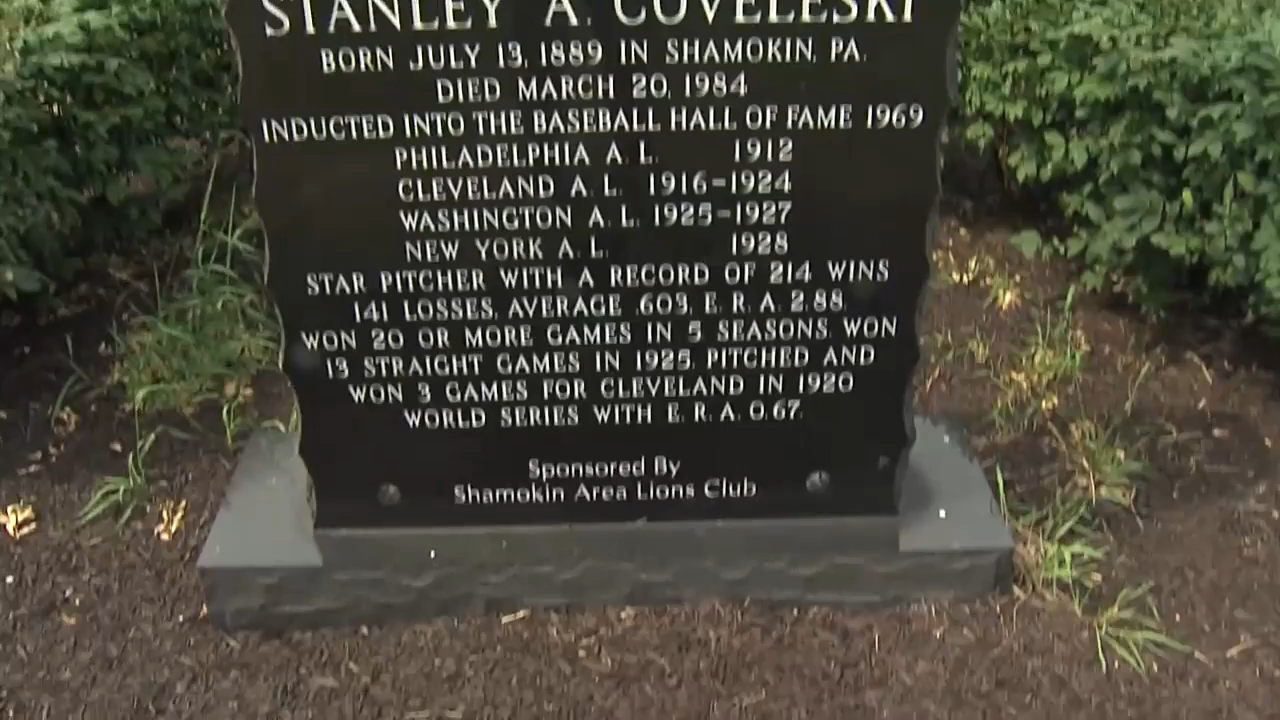 STANLEY A. COVELESKI
BORN JULY 13, 1889 IN SHAMOKIN, PA.
DIED MARCH 20, 1984
INDUCTED INTO THE BASEBALL HALL OF FAME 1969
PHILADELPHIA A. L. 1912
CLEVELAND A. L. 1916-1924
WASHINGTON A. L. 1925-1927
NEW YORK A. L. 1928
STAR PITCHER WITH A RECORD OF 214 WINS
141 LOSSES, AVERAGE .603, E. R. A. 2.88.
WON 20 OR MORE GAMES IN 5 SEASONS. WON
13 STRAIGHT GAMES IN 1925. PITCHED AND
WON 3 GAMES FOR CLEVELAND IN 1920
WORLD SERIES WITH E. R. A. 0.67.
Sponsored By
Shamokin Area Lions Club